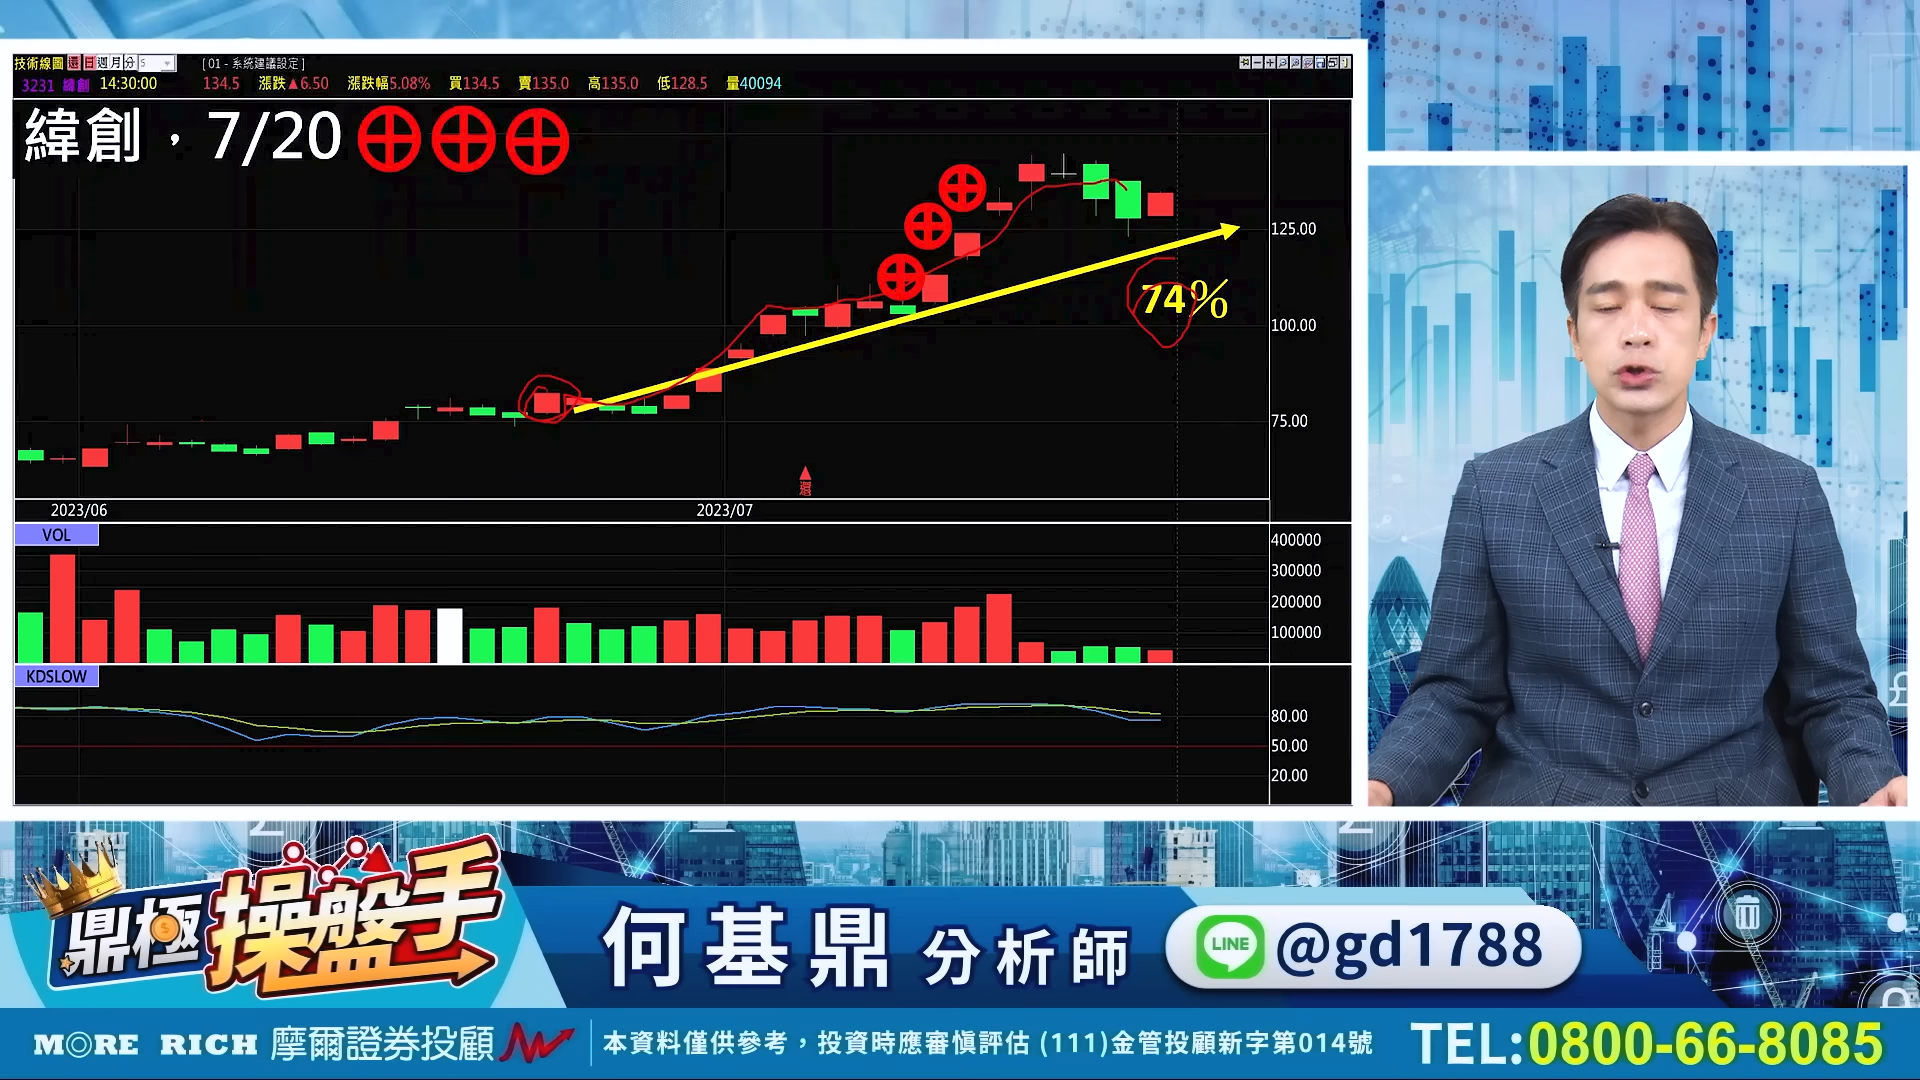 技術線圖 還 日 週 月 分 5 [ 01 - 系統建議設定 ]
3231 緯創 14:30:00 134.5 漲跌▲6.50 漲跌幅5.08% 買134.5 賣135.0 高135.0 低128.5 量40094
緯創，7/20
125.00
74%
100.00
75.00
2023/06 2023/07
VOL
400000
300000
200000
100000
KDSLOW
80.00
50.00
20.00
鼎極操盤手
何基鼎 分析師
LINE @gd1788
MORE RICH 摩爾證券投顧
本資料僅供參考，投資時應審慎評估 (111)金管投顧新字第014號
TEL:0800-66-8085